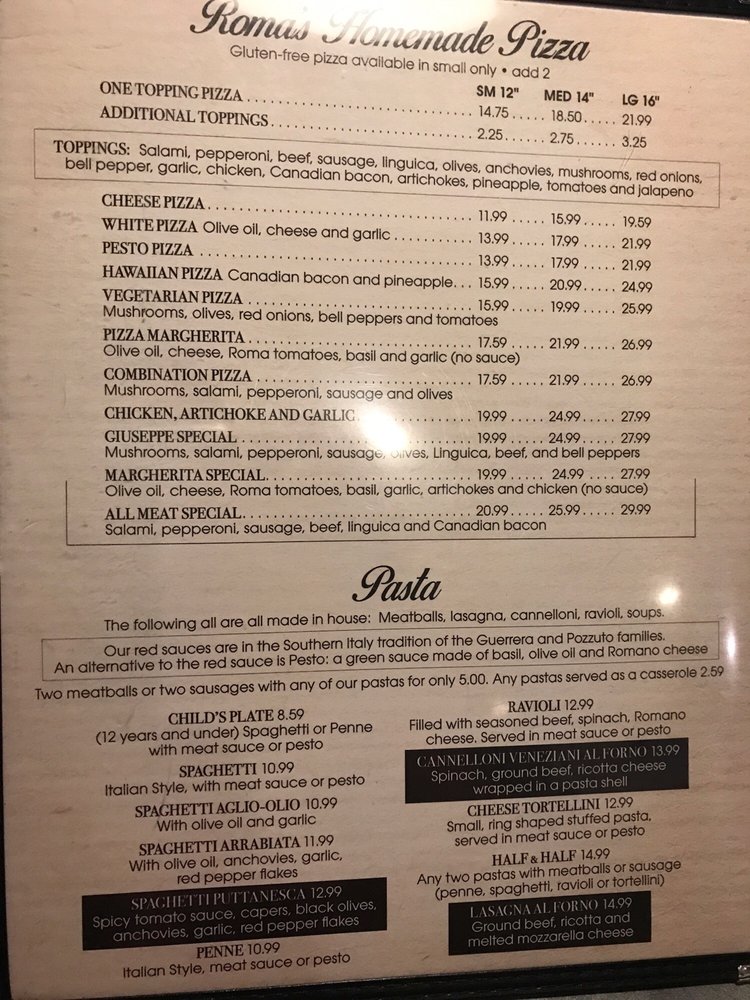 Roma's Homemade Pizza
Gluten-free pizza available in small only • add 2
SM 12" MED 14" LG 16"
ONE TOPPING PIZZA 14.75 18.50 21.99
ADDITIONAL TOPPINGS 2.25 2.75 3.25
TOPPINGS: Salami, pepperoni, beef, sausage, linguica, olives, anchovies, mushrooms, red onions,
bell pepper, garlic, chicken, Canadian bacon, artichokes, pineapple, tomatoes and jalapeno
CHEESE PIZZA 11.99 15.99 19.59
WHITE PIZZA Olive oil, cheese and garlic 13.99 17.99 21.99
PESTO PIZZA 13.99 17.99 21.99
HAWAIIAN PIZZA Canadian bacon and pineapple 15.99 20.99 24.99
VEGETARIAN PIZZA 15.99 19.99 25.99
Mushrooms, olives, red onions, bell peppers and tomatoes
PIZZA MARGHERITA 17.59 21.99 26.99
Olive oil, cheese, Roma tomatoes, basil and garlic (no sauce)
COMBINATION PIZZA 17.59 21.99 26.99
Mushrooms, salami, pepperoni, sausage and olives
CHICKEN, ARTICHOKE AND GARLIC 19.99 24.99 27.99
GIUSEPPE SPECIAL 19.99 24.99 27.99
Mushrooms, salami, pepperoni, sausage, olives, Linguica, beef, and bell peppers
MARGHERITA SPECIAL 19.99 24.99 27.99
Olive oil, cheese, Roma tomatoes, basil, garlic, artichokes and chicken (no sauce)
ALL MEAT SPECIAL 20.99 25.99 29.99
Salami, pepperoni, sausage, beef, linguica and Canadian bacon
Pasta
The following all are all made in house: Meatballs, lasagna, cannelloni, ravioli, soups.
Our red sauces are in the Southern Italy tradition of the Guerrera and Pozzuto families.
An alternative to the red sauce is Pesto: a green sauce made of basil, olive oil and Romano cheese
Two meatballs or two sausages with any of our pastas for only 5.00. Any pastas served as a casserole 2.59
CHILD'S PLATE 8.59
(12 years and under) Spaghetti or Penne
with meat sauce or pesto
SPAGHETTI 10.99
Italian Style, with meat sauce or pesto
SPAGHETTI AGLIO-OLIO 10.99
With olive oil and garlic
SPAGHETTI ARRABIATA 11.99
With olive oil, anchovies, garlic,
red pepper flakes
SPAGHETTI PUTTANESCA 12.99
Spicy tomato sauce, capers, black olives,
anchovies, garlic, red pepper flakes
PENNE 10.99
Italian Style, meat sauce or pesto
RAVIOLI 12.99
Filled with seasoned beef, spinach, Romano
cheese. Served in meat sauce or pesto
CANNELLONI VENEZIANI AL FORNO 13.99
Spinach, ground beef, ricotta cheese
wrapped in a pasta shell
CHEESE TORTELLINI 12.99
Small, ring shaped stuffed pasta,
served in meat sauce or pesto
HALF & HALF 14.99
Any two pastas with meatballs or sausage
(penne, spaghetti, ravioli or tortellini)
LASAGNA AL FORNO 14.99
Ground beef, ricotta and
melted mozzarella cheese